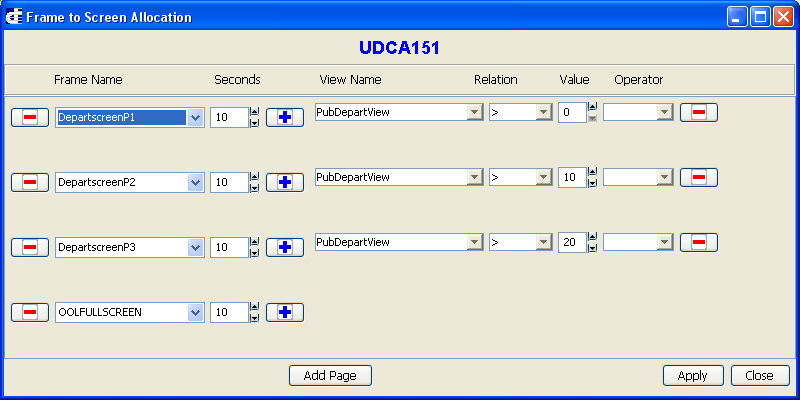 Frame to Screen Allocation
UDCA151
Frame Name Seconds View Name Relation Value Operator
DepartscreenP1 10 PubDepartView > 0
DepartscreenP2 10 PubDepartView > 10
DepartscreenP3 10 PubDepartView > 20
OOLFULLSCREEN 10
Add Page Apply Close